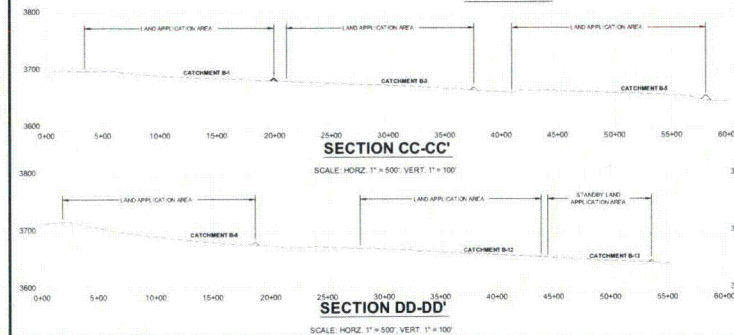 3800
LAND APPLICATION AREA LAND APPLICATION AREA LAND APPLICATION AREA
3700
CATCHMENT B-1 CATCHMENT B-3 CATCHMENT B-5
3600
0+00 5+00 10+00 15+00 20+00 25+00 30+00 35+00 40+00 45+00 50+00 55+00 60+00
SECTION CC-CC'
SCALE: HORZ. 1" = 500', VERT. 1" = 100'
3800
LAND APPLICATION AREA LAND APPLICATION AREA STANDBY LAND
APPLICATION AREA
3700
CATCHMENT B-12 CATCHMENT B-13
3600
0+00 5+00 10+00 15+00 20+00 25+00 30+00 35+00 40+00 45+00 50+00 55+00 60+00
SECTION DD-DD'
SCALE: HORZ. 1" = 500', VERT. 1" = 100'